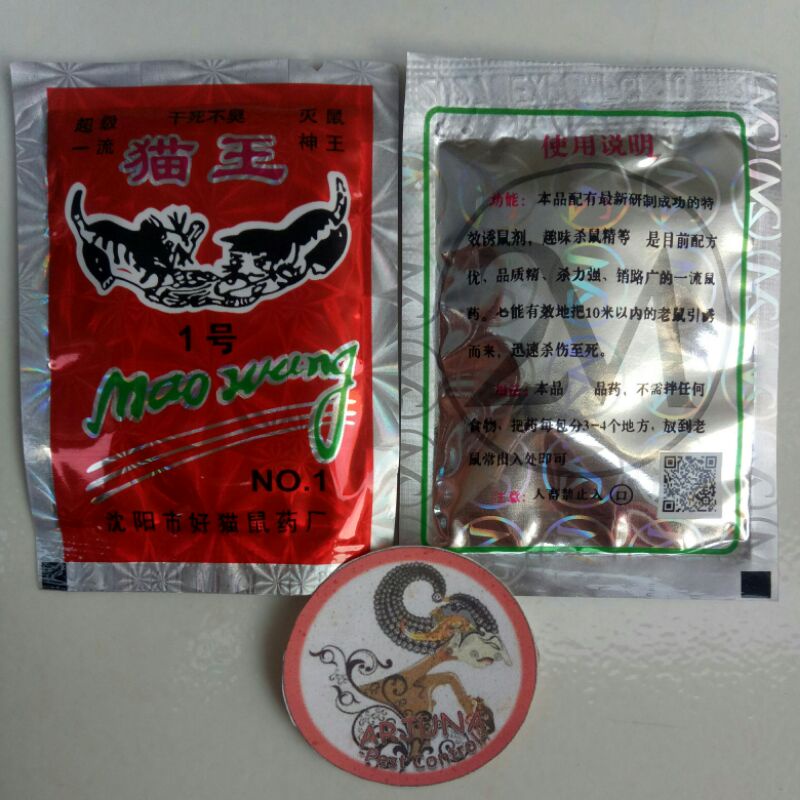 超级
一流
干死不臭
灭鼠
神王
猫王
1号
Mao wang
NO.1
沈阳市好猫鼠药厂
使用说明
功能：本品配有最新研制成功的特
效诱鼠剂，趣味杀鼠精等 是目前配方
优、品质精、杀力强、销路广的一流鼠
药。它能有效地把10米以内的老鼠引诱
而来，迅速杀伤至死。
本品 品药，不需拌任何
食物，把药每包分3-4个地方，放到老
鼠常出入处即可
注意：人畜禁止入口
ARJUNA
Pest Control